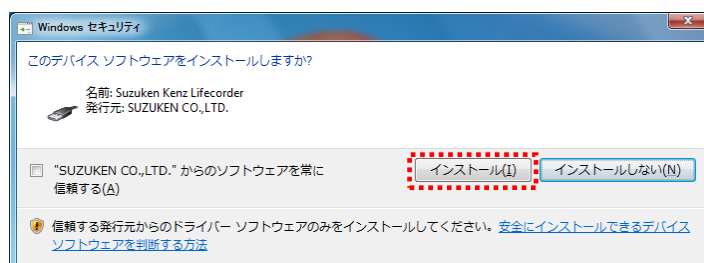 Windows セキュリティ
このデバイス ソフトウェアをインストールしますか?
名前: Suzuken Kenz Lifecorder
発行元: SUZUKEN CO.,LTD.
"SUZUKEN CO.,LTD." からのソフトウェアを常に
信頼する(A)
インストール(I)
インストールしない(N)
信頼する発行元からのドライバー ソフトウェアのみをインストールしてください。安全にインストールできるデバイス
ソフトウェアを判断する方法